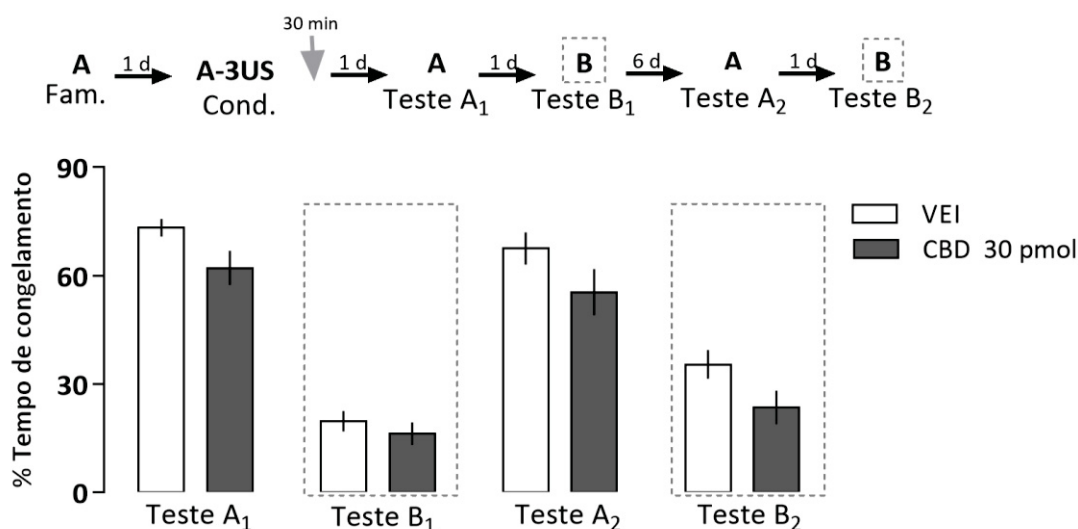 30 min
A 1 d A-3US 1 d A 1 d B 6 d A 1 d B
Fam. Cond. Teste A₁ Teste B₁ Teste A₂ Teste B₂
% Tempo de congelamento
90
60
30
0
VEI
CBD 30 pmol
Teste A₁ Teste B₁ Teste A₂ Teste B₂